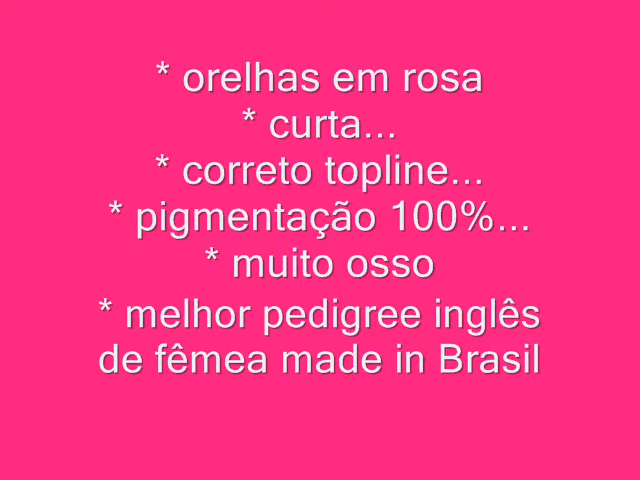 * orelhas em rosa
* curta...
* correto topline...
* pigmentação 100%...
* muito osso
* melhor pedigree inglês
de fêmea made in Brasil